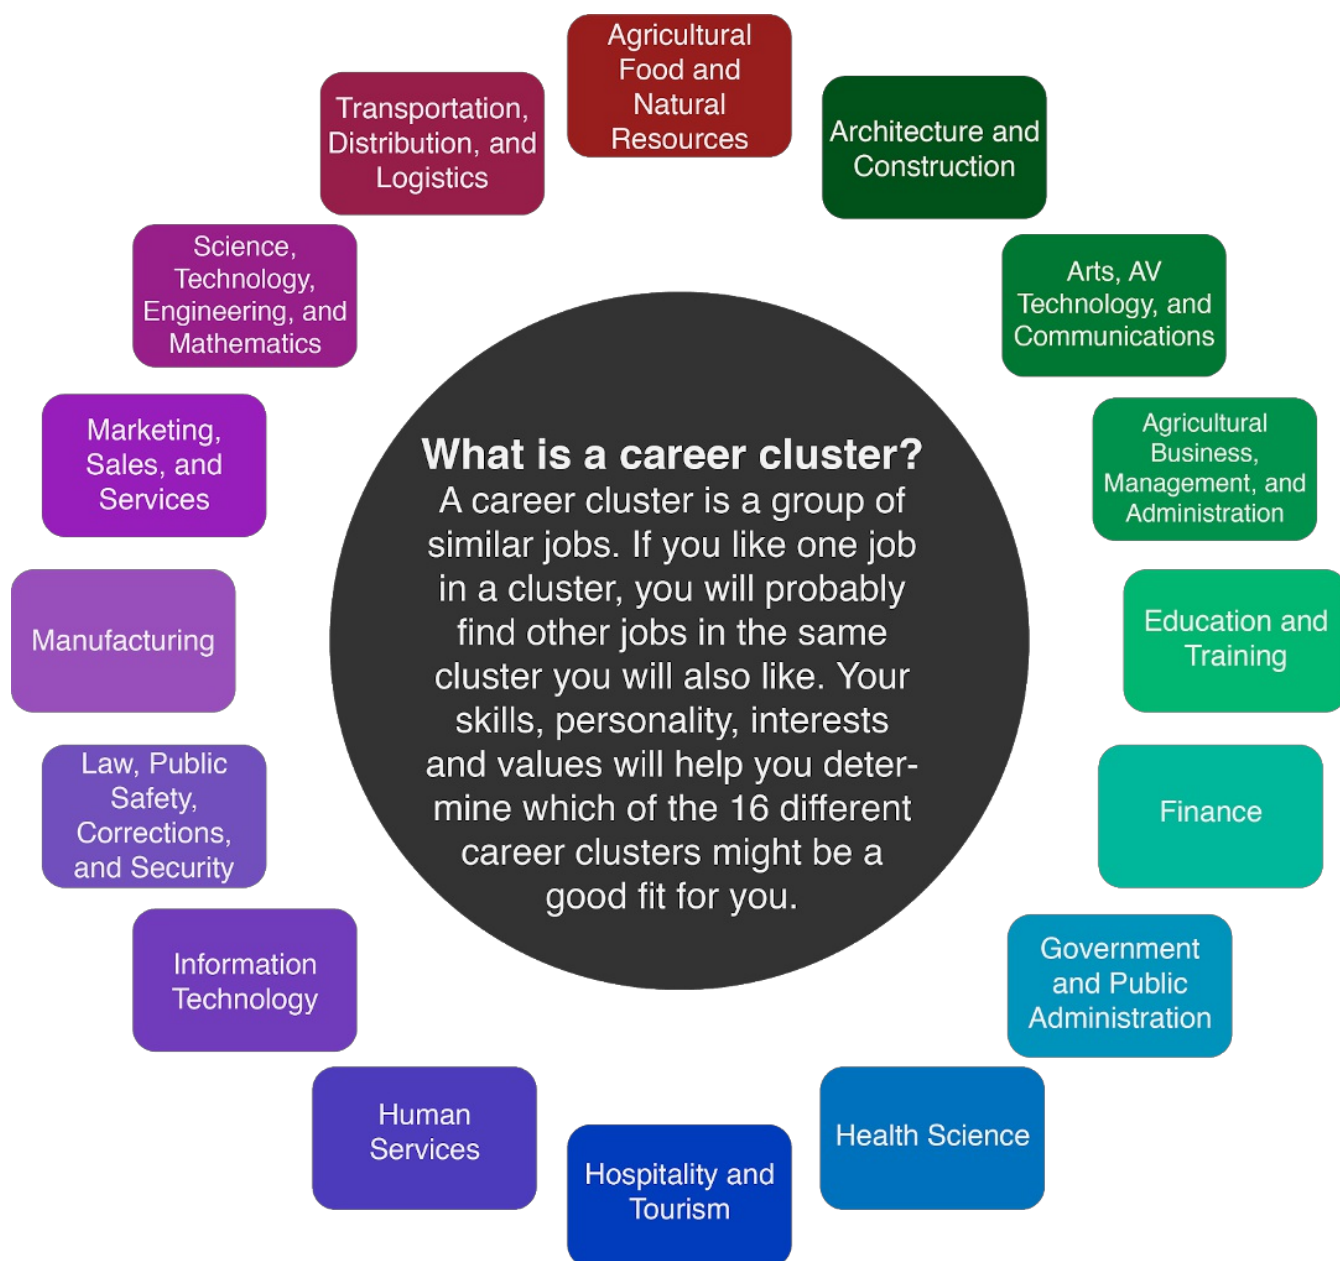 Agricultural
Food and
Natural
Resources
Architecture and
Construction
Arts, AV
Technology, and
Communications
Agricultural
Business,
Management, and
Administration
Education and
Training
Finance
Government
and Public
Administration
Health Science
Hospitality and
Tourism
Human
Services
Information
Technology
Law, Public
Safety,
Corrections,
and Security
Manufacturing
Marketing,
Sales, and
Services
Science,
Technology,
Engineering, and
Mathematics
Transportation,
Distribution, and
Logistics
What is a career cluster?
A career cluster is a group of
similar jobs. If you like one job
in a cluster, you will probably
find other jobs in the same
cluster you will also like. Your
skills, personality, interests
and values will help you deter-
mine which of the 16 different
career clusters might be a
good fit for you.